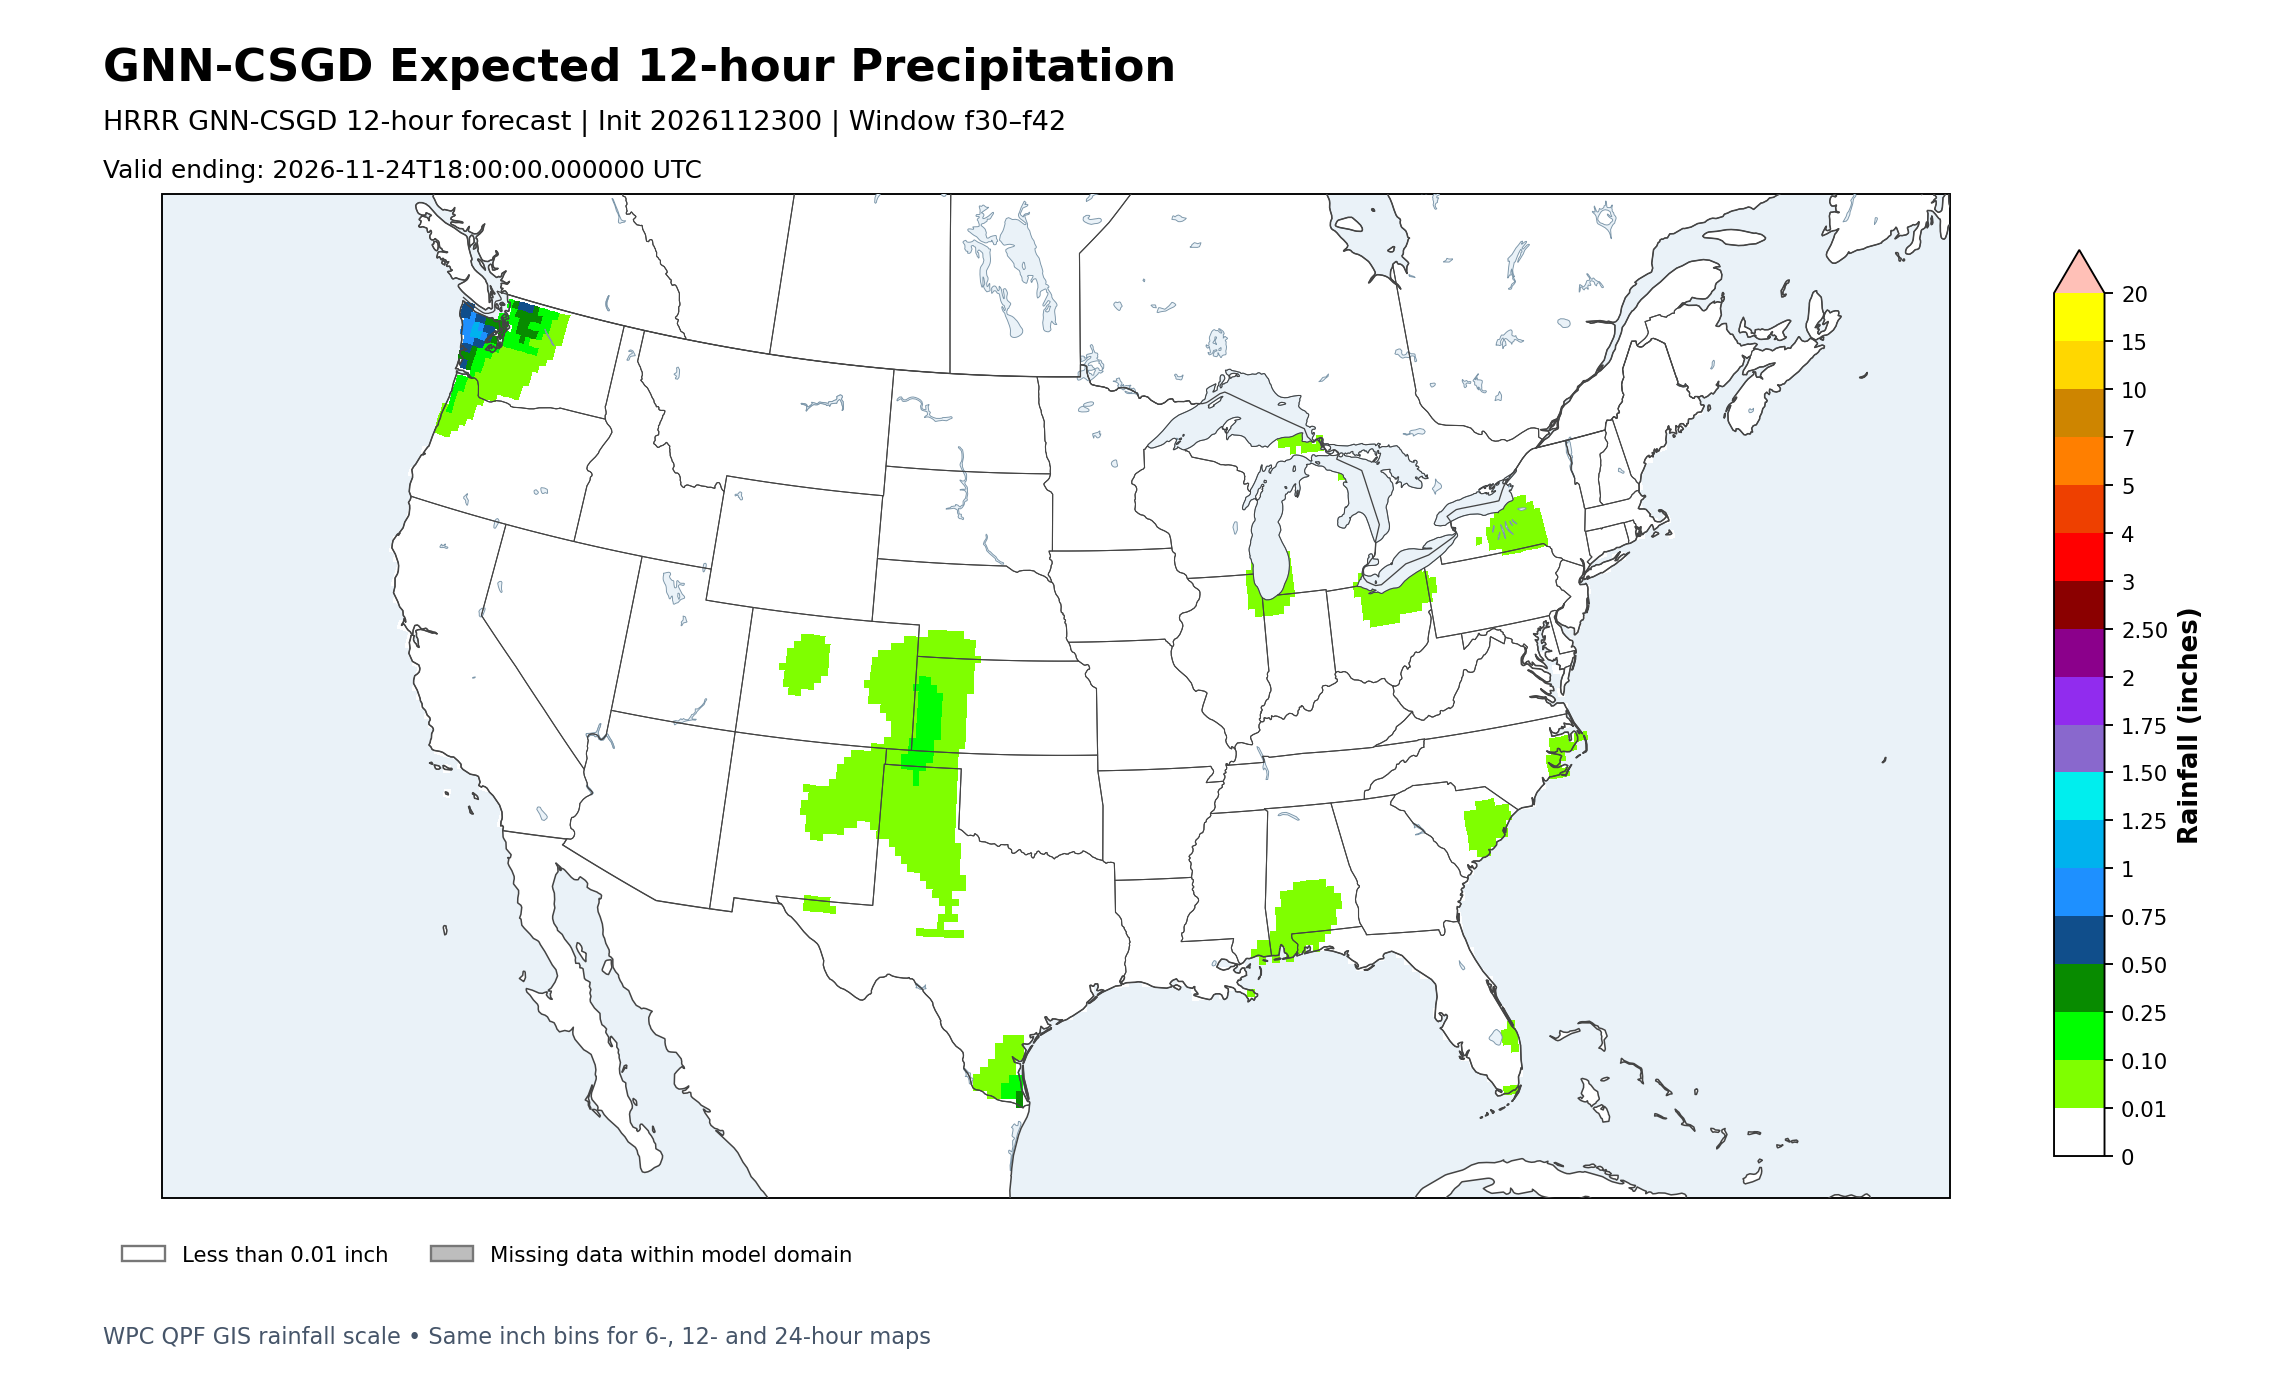 GNN-CSGD Expected 12-hour Precipitation
HRRR GNN-CSGD 12-hour forecast | Init 2026112300 | Window f30–f42
Valid ending: 2026-11-24T18:00:00.000000 UTC
20
15
10
7
5
4
3
2.50
2
1.75
1.50
1.25
1
0.75
0.50
0.25
0.10
0.01
0
Rainfall (inches)
Less than 0.01 inch
Missing data within model domain
WPC QPF GIS rainfall scale • Same inch bins for 6-, 12- and 24-hour maps